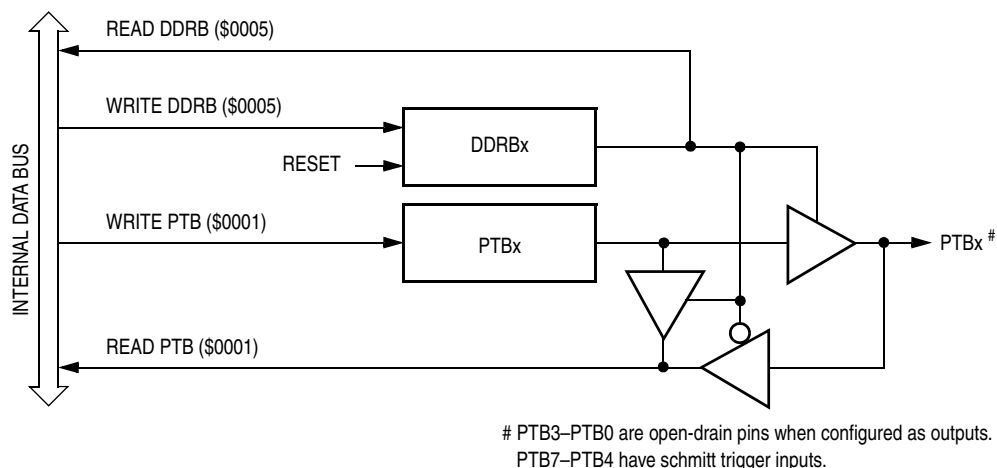 READ DDRB ($0005)
WRITE DDRB ($0005)
DDRBx
RESET
INTERNAL DATA BUS
WRITE PTB ($0001)
PTBx
PTBx #
READ PTB ($0001)
# PTB3–PTB0 are open-drain pins when configured as outputs.
PTB7–PTB4 have schmitt trigger inputs.